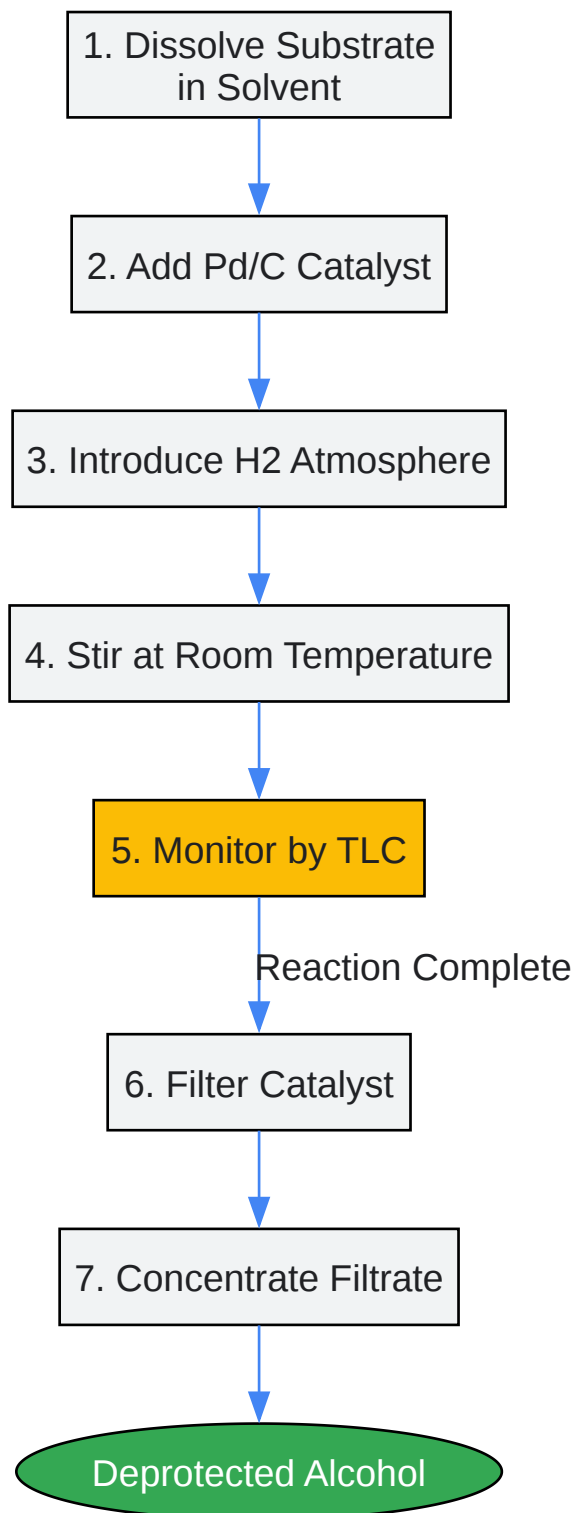 1. Dissolve Substrate
in Solvent
2. Add Pd/C Catalyst
3. Introduce H2 Atmosphere
4. Stir at Room Temperature
5. Monitor by TLC
Reaction Complete
6. Filter Catalyst
7. Concentrate Filtrate
Deprotected Alcohol